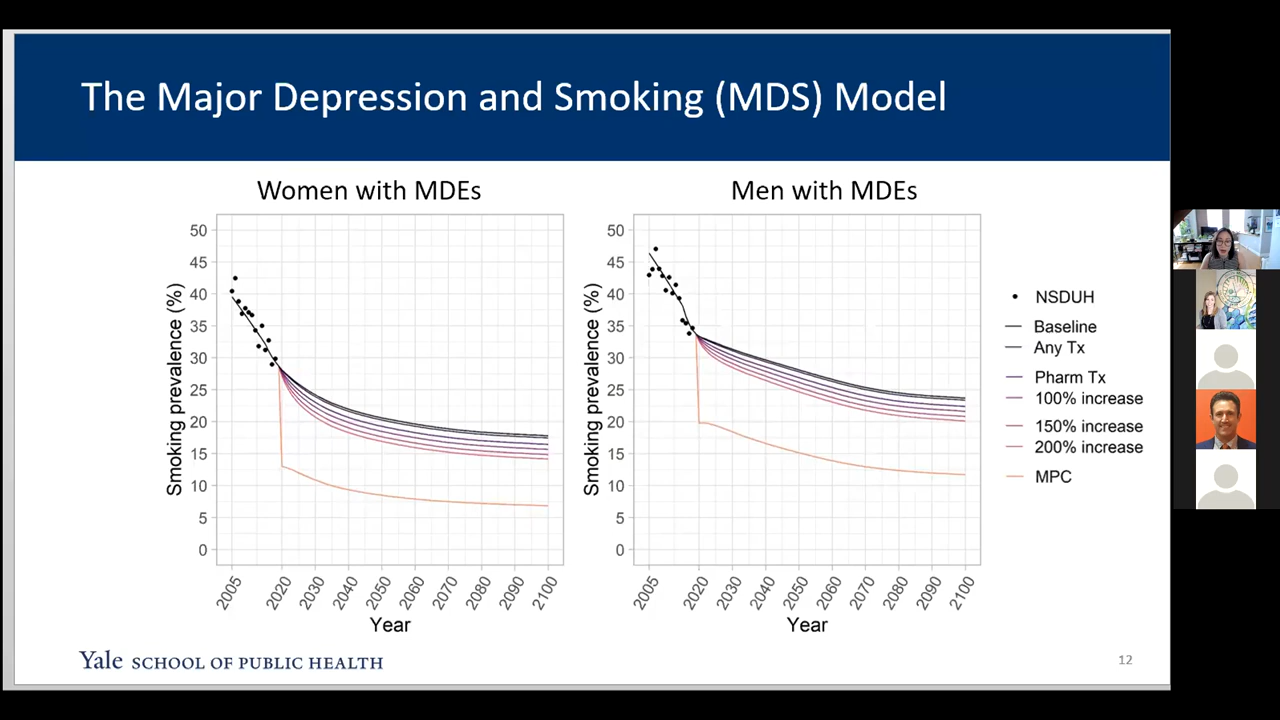 The Major Depression and Smoking (MDS) Model
Women with MDEs
Smoking prevalence (%)
50
45
40
35
30
25
20
15
10
5
0
2005
2020
2030
2040
2050
2060
2070
2080
2090
2100
Year
Men with MDEs
Smoking prevalence (%)
50
45
40
35
30
25
20
15
10
5
0
2005
2020
2030
2040
2050
2060
2070
2080
2090
2100
Year
NSDUH
Baseline
Any Tx
Pharm Tx
100% increase
150% increase
200% increase
MPC
Yale SCHOOL OF PUBLIC HEALTH
12